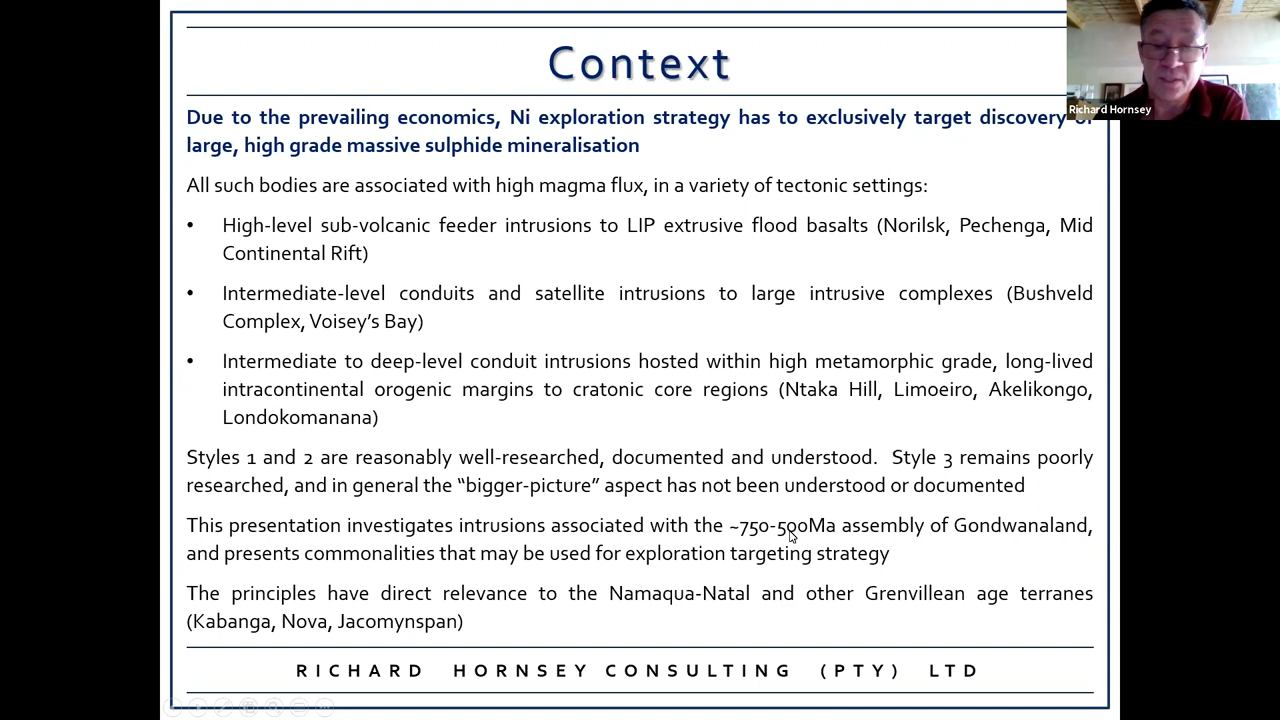 Context
Richard Hornsey
Due to the prevailing economics, Ni exploration strategy has to exclusively target discovery of
large, high grade massive sulphide mineralisation
All such bodies are associated with high magma flux, in a variety of tectonic settings:
• High-level sub-volcanic feeder intrusions to LIP extrusive flood basalts (Norilsk, Pechenga, Mid
Continental Rift)
• Intermediate-level conduits and satellite intrusions to large intrusive complexes (Bushveld
Complex, Voisey's Bay)
• Intermediate to deep-level conduit intrusions hosted within high metamorphic grade, long-lived
intracontinental orogenic margins to cratonic core regions (Ntaka Hill, Limoeiro, Akelikongo,
Londokomanana)
Styles 1 and 2 are reasonably well-researched, documented and understood. Style 3 remains poorly
researched, and in general the "bigger-picture" aspect has not been understood or documented
This presentation investigates intrusions associated with the ~750-500Ma assembly of Gondwanaland,
and presents commonalities that may be used for exploration targeting strategy
The principles have direct relevance to the Namaqua-Natal and other Grenvillean age terranes
(Kabanga, Nova, Jacomynspan)
RICHARD HORNSEY CONSULTING (PTY) LTD